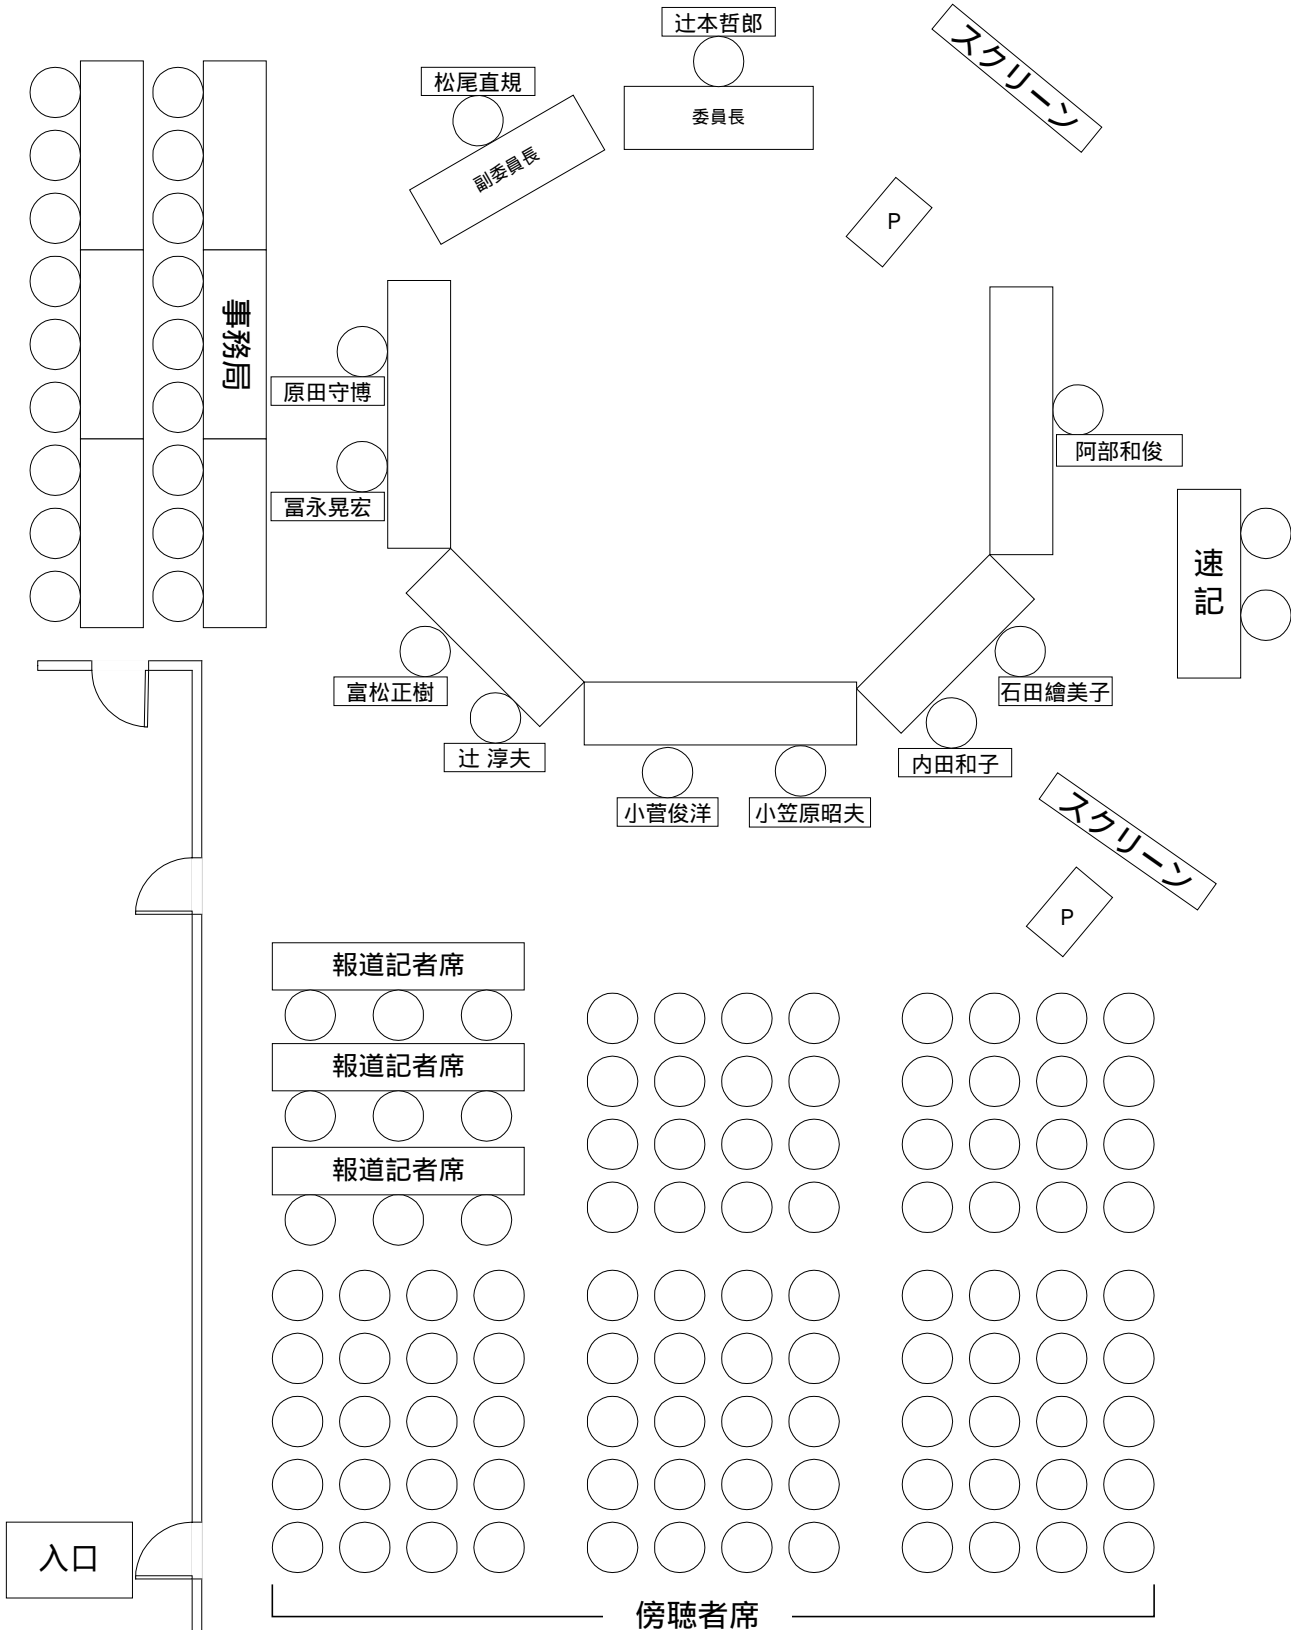 辻本哲郎
スクリーン
松尾直規
委員長
副委員長
P
事務局
原田守博
阿部和俊
冨永晃宏
速記
富松正樹
石田繪美子
辻 淳夫
内田和子
小菅俊洋
小笠原昭夫
スクリーン
P
報道記者席
報道記者席
報道記者席
入口
傍聴者席